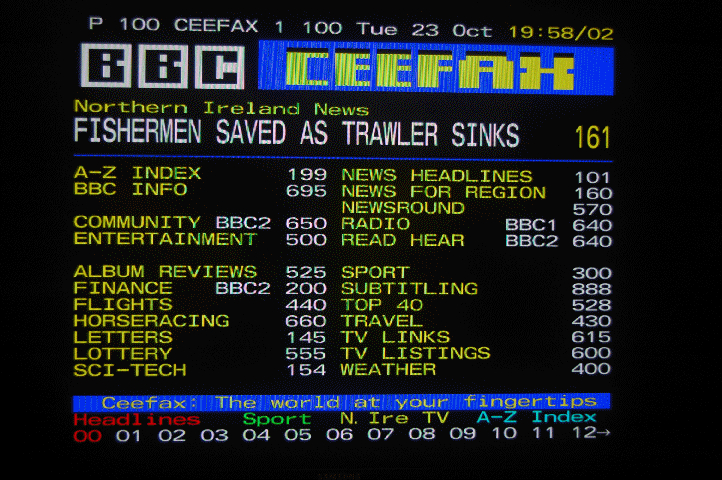 P 100 CEEFAX 1 100 Tue 23 Oct 19:58/02
BBC CEEFAX
Northern Ireland News
FISHERMEN SAVED AS TRAWLER SINKS 161
A-Z INDEX 199 NEWS HEADLINES 101
BBC INFO 695 NEWS FOR REGION 160
NEWSROUND 570
COMMUNITY BBC2 650 RADIO BBC1 640
ENTERTAINMENT 500 READ HEAR BBC2 640
ALBUM REVIEWS 525 SPORT 300
FINANCE BBC2 200 SUBTITLING 888
FLIGHTS 440 TOP 40 528
HORSERACING 660 TRAVEL 430
LETTERS 145 TV LINKS 615
LOTTERY 555 TV LISTINGS 600
SCI-TECH 154 WEATHER 400
Ceefax: The world at your fingertips
Headlines Sport N. Ire TV A-Z Index
00 01 02 03 04 05 06 07 08 09 10 11 12→